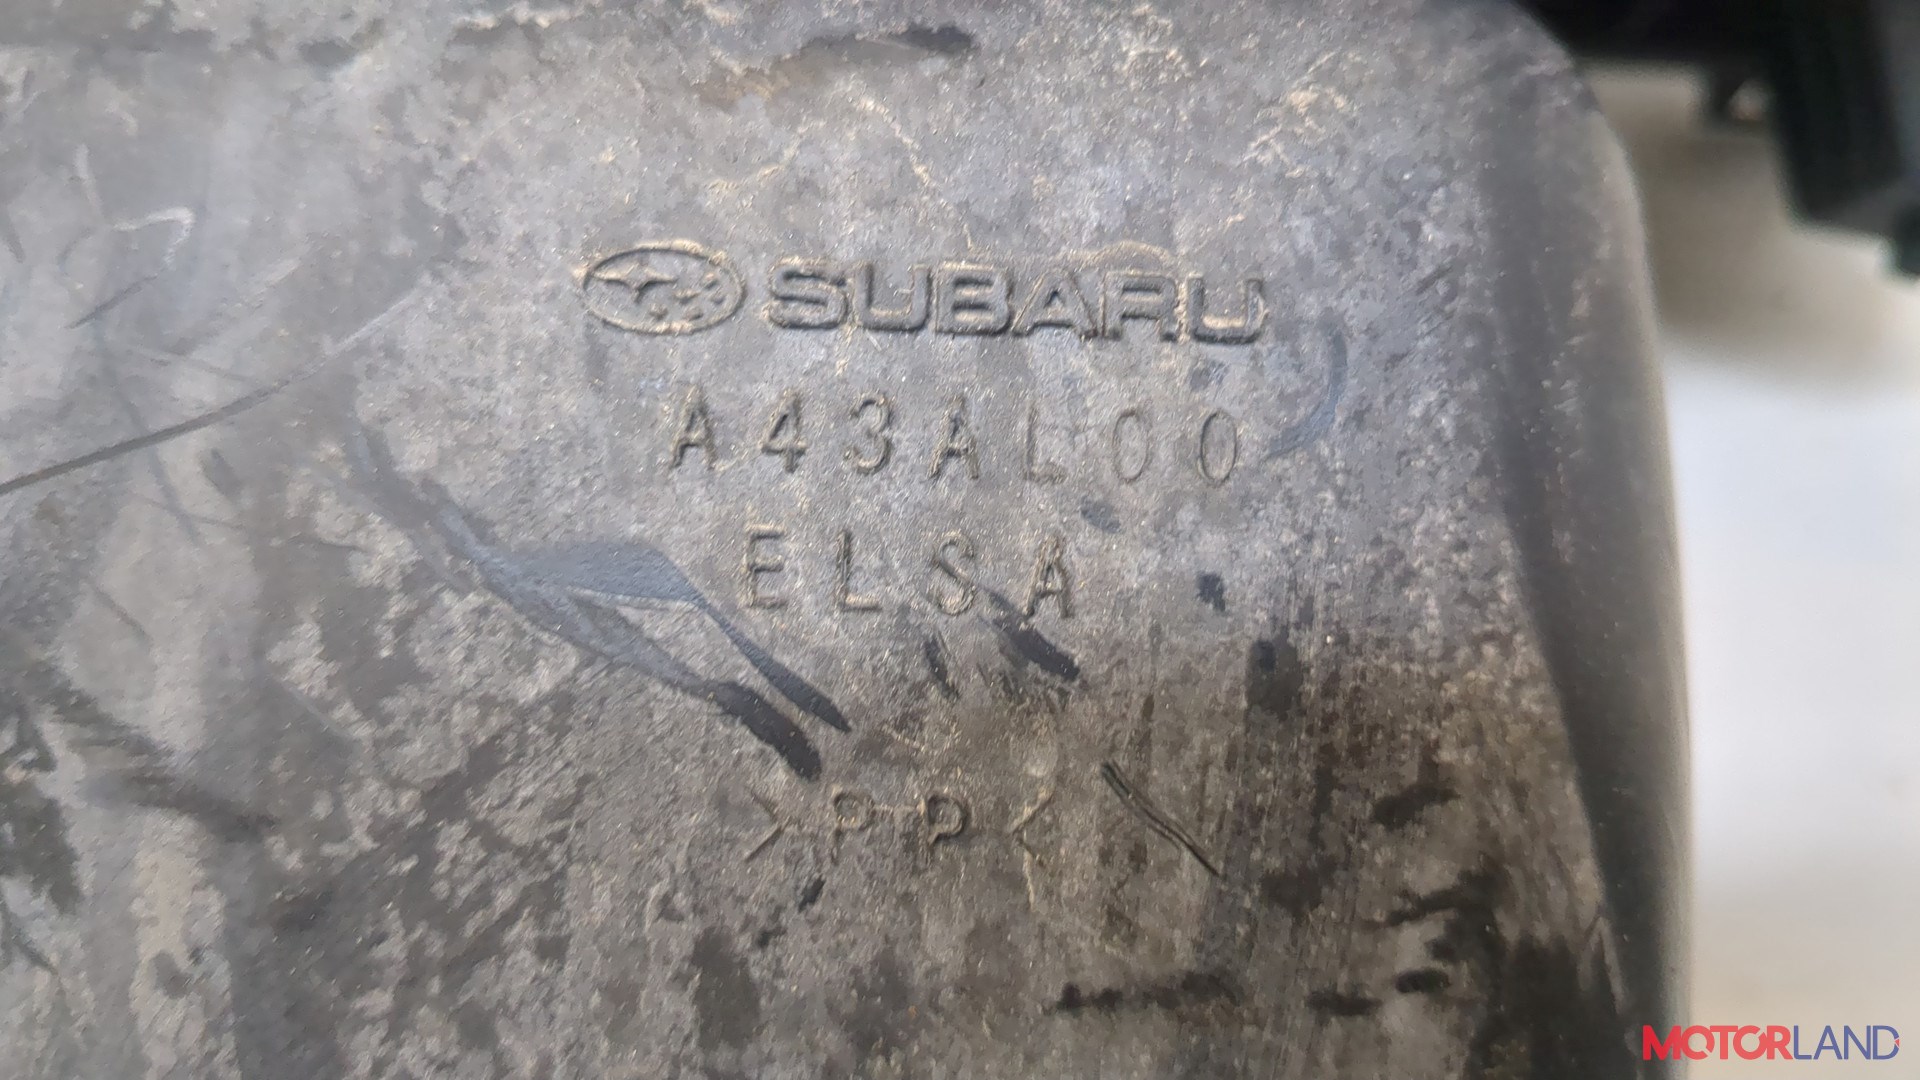 SUBARU
A43AL00
ELSA
>PP<
MOTORLAND